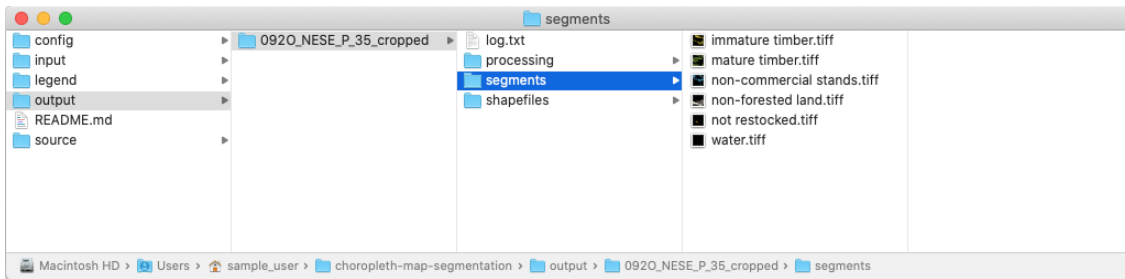 segments
config
input
legend
output
README.md
source
092O_NESE_P_35_cropped
log.txt
processing
segments
shapefiles
immature timber.tiff
mature timber.tiff
non-commercial stands.tiff
non-forested land.tiff
not restocked.tiff
water.tiff
Macintosh HD › Users › sample_user › choropleth-map-segmentation › output › 092O_NESE_P_35_cropped › segments